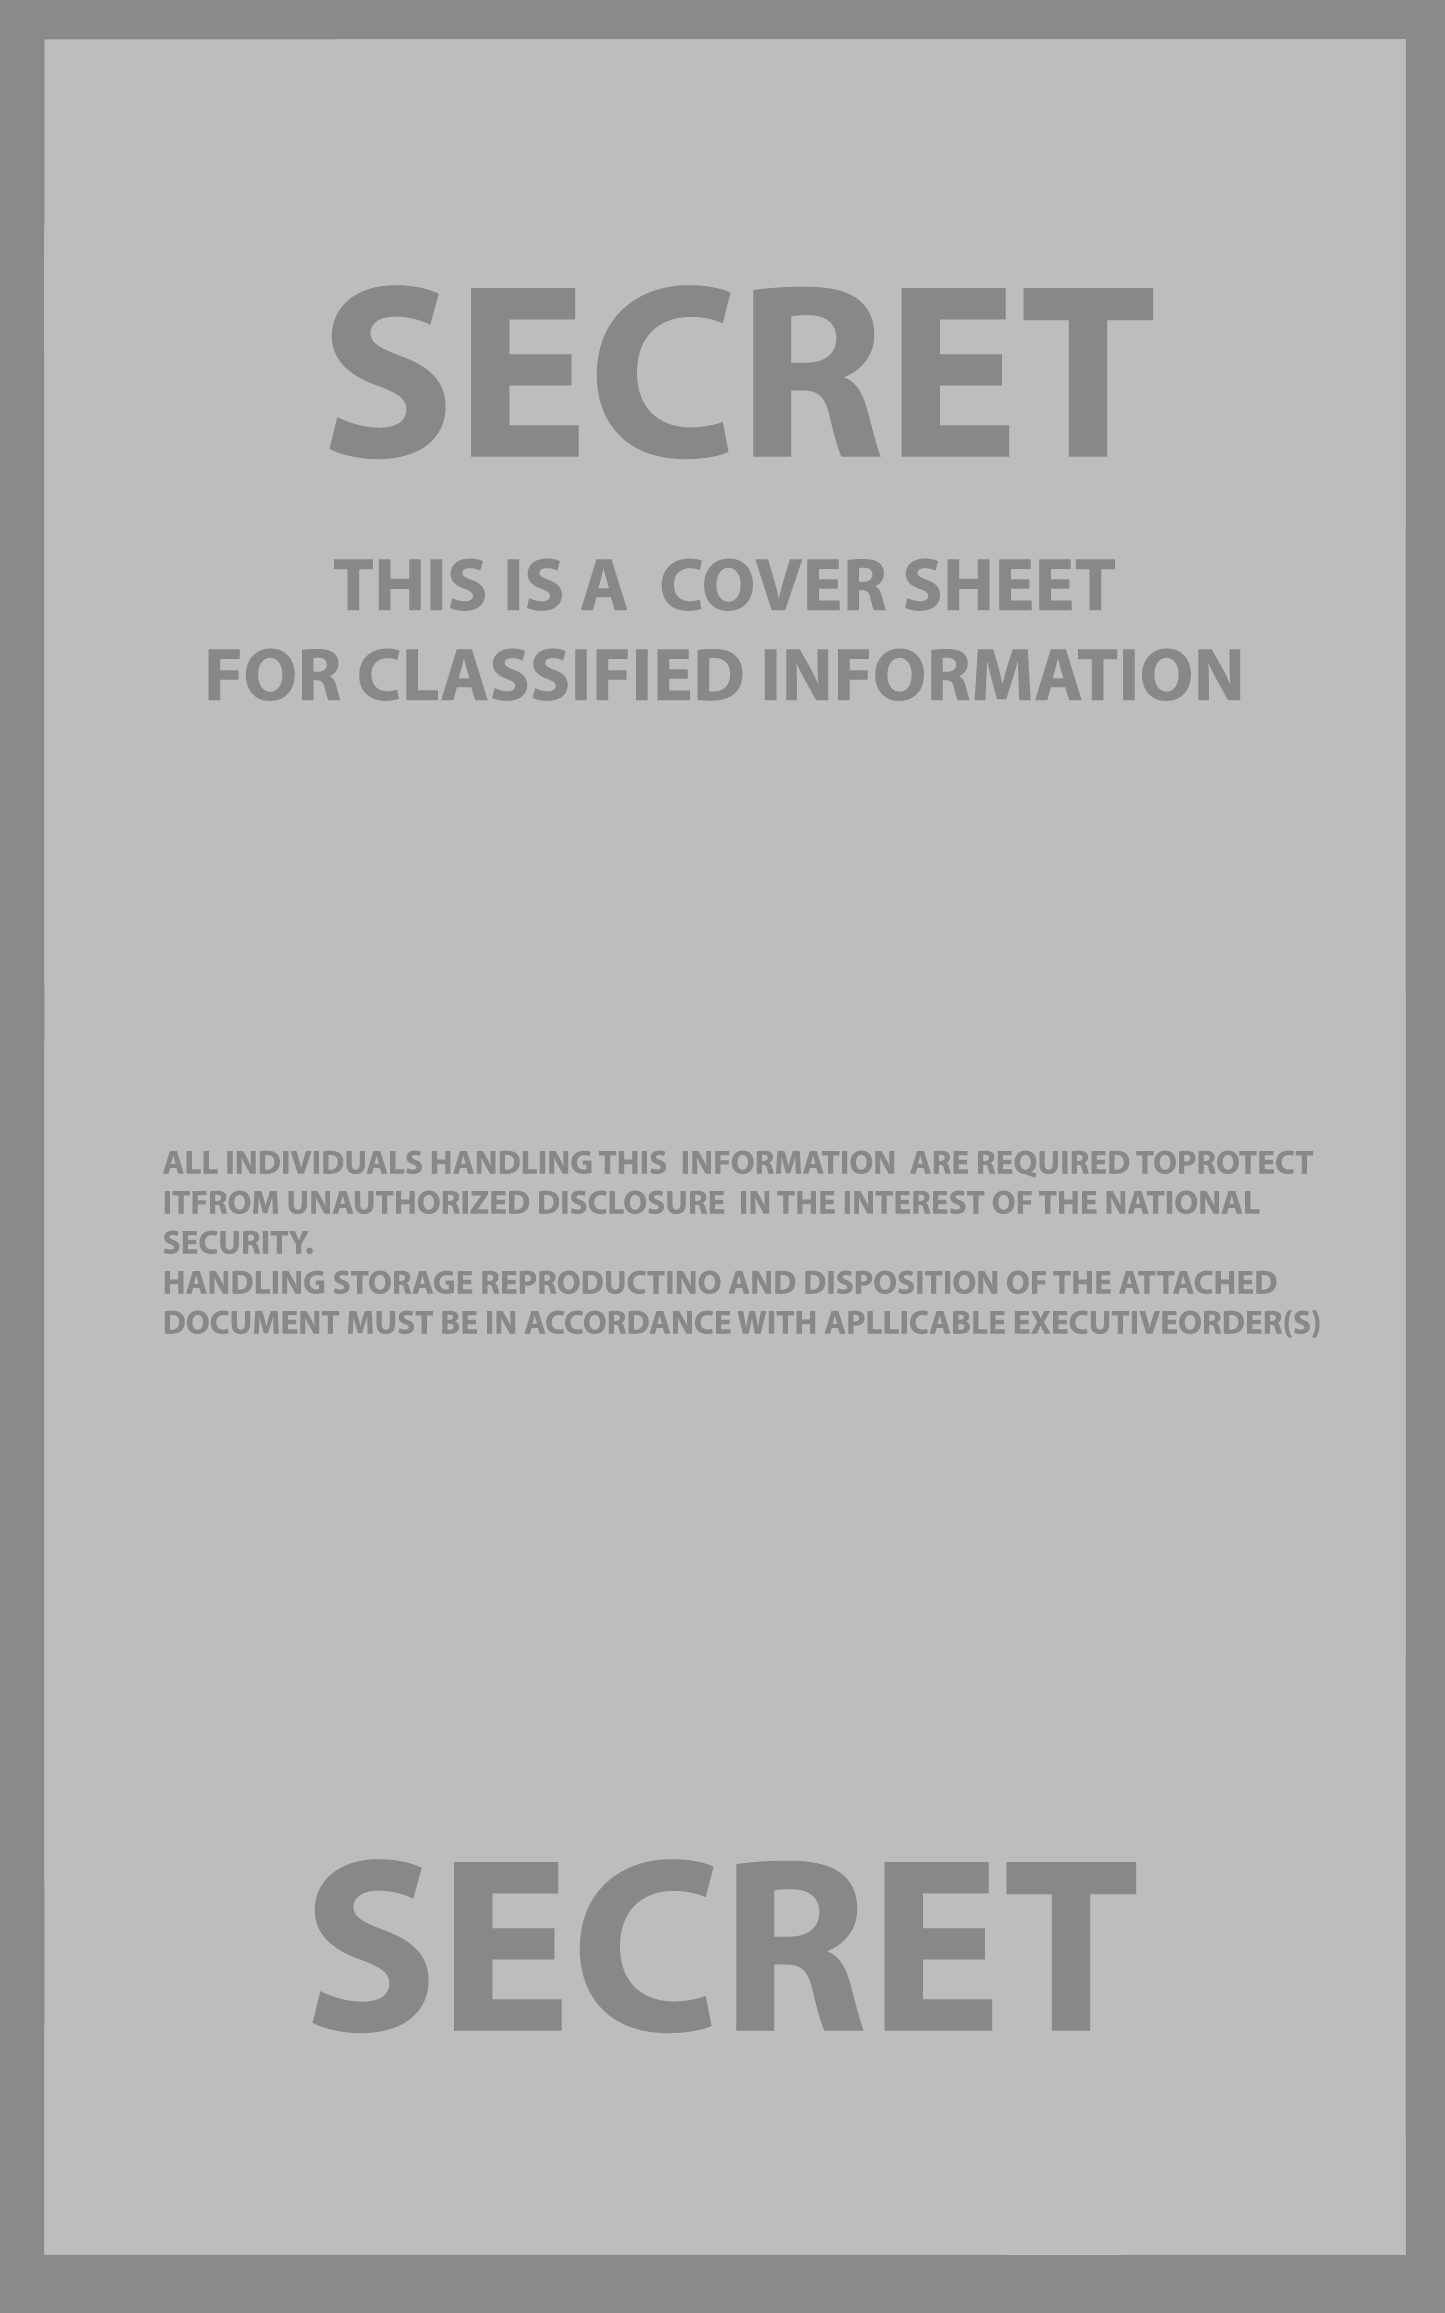 SECRET
THIS IS A  COVER SHEET
FOR CLASSIFIED INFORMATION
ALL INDIVIDUALS HANDLING THIS  INFORMATION  ARE REQUIRED TOPROTECT
ITFROM UNAUTHORIZED DISCLOSURE  IN THE INTEREST OF THE NATIONAL
SECURITY.
HANDLING STORAGE REPRODUCTINO AND DISPOSITION OF THE ATTACHED
DOCUMENT MUST BE IN ACCORDANCE WITH APLLICABLE EXECUTIVEORDER(S)
SECRET